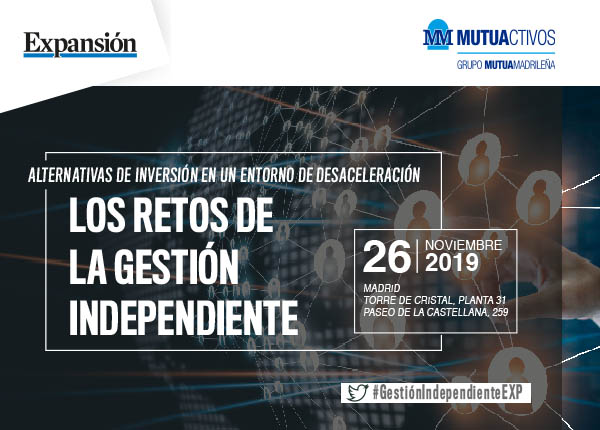 Expansión
MM MUTUACTIVOS
GRUPO MUTUAMADRILEÑA
ALTERNATIVAS DE INVERSIÓN EN UN ENTORNO DE DESACELERACIÓN
LOS RETOS DE
LA GESTIÓN
INDEPENDIENTE
26 NOVIEMBRE
2019
MADRID
TORRE DE CRISTAL, PLANTA 31
PASEO DE LA CASTELLANA, 259
#GestiónIndependienteEXP